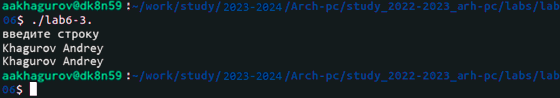 aakhagurov@dk8n59:~/work/study/2023-2024/Arch-pc/study_2022-2023_arh-pc/labs/lab
06$ ./lab6-3.
введите строку
Khagurov Andrey
Khagurov Andrey
aakhagurov@dk8n59:~/work/study/2023-2024/Arch-pc/study_2022-2023_arh-pc/labs/lab
06$